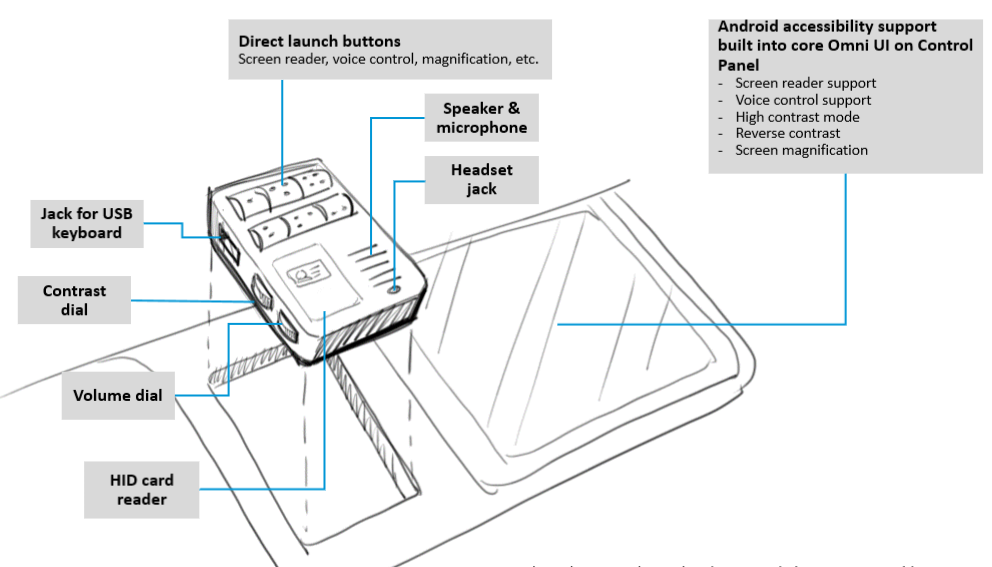 Direct launch buttons
Screen reader, voice control, magnification, etc.
Android accessibility support
built into core Omni UI on Control
Panel
- Screen reader support
- Voice control support
- High contrast mode
- Reverse contrast
- Screen magnification
Speaker &
microphone
Headset
jack
Jack for USB
keyboard
Contrast
dial
Volume dial
HID card
reader